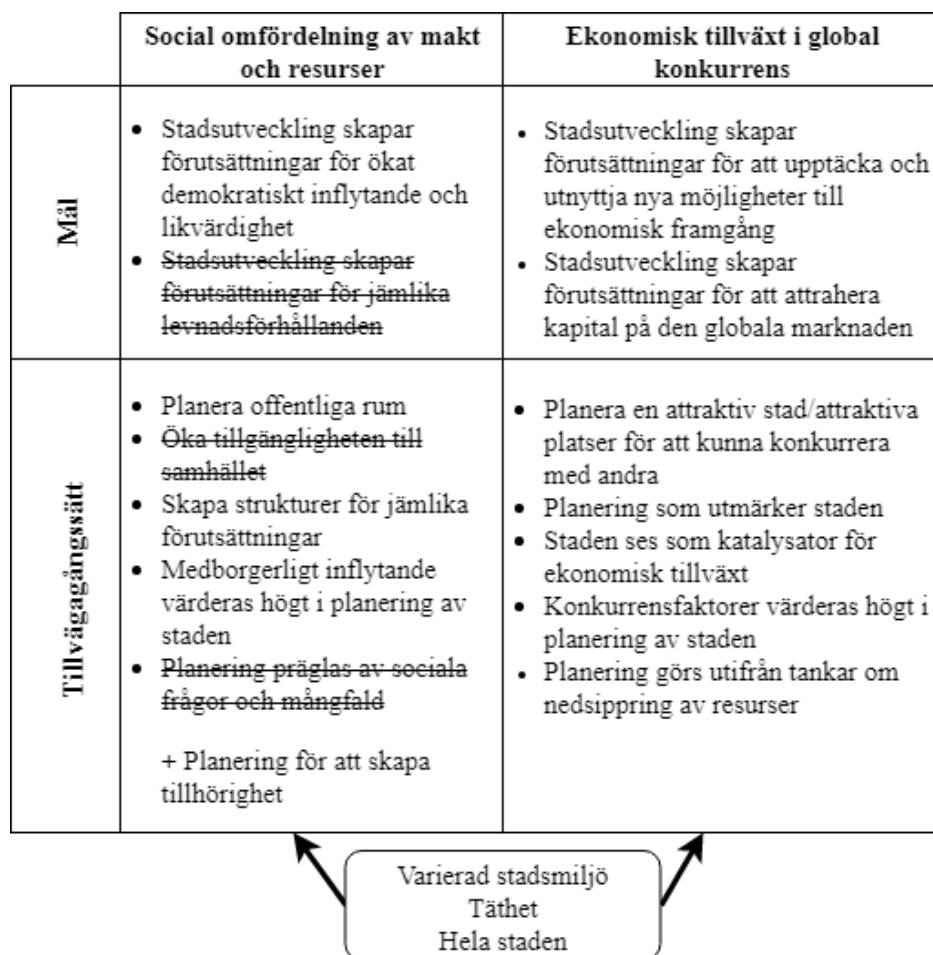 Social omfördelning av makt
och resurser
Ekonomisk tillväxt i global
konkurrens
Mål
• Stadsutveckling skapar
förutsättningar för ökat
demokratiskt inflytande och
likvärdighet
• Stadsutveckling skapar
förutsättningar för jämlika
levnadsförhållanden
• Stadsutveckling skapar
förutsättningar för att upptäcka och
utnyttja nya möjligheter till
ekonomisk framgång
• Stadsutveckling skapar
förutsättningar för att attrahera
kapital på den globala marknaden
Tillvägagångssätt
• Planera offentliga rum
• Öka tillgängligheten till
samhället
• Skapa strukturer för jämlika
förutsättningar
• Medborgerligt inflytande
värderas högt i planering av
staden
• Planering präglas av sociala
frågor och mångfald
+ Planering för att skapa
tillhörighet
• Planera en attraktiv stad/attraktiva
platser för att kunna konkurrera
med andra
• Planering som utmärker staden
• Staden ses som katalysator för
ekonomisk tillväxt
• Konkurrensfaktorer värderas högt i
planering av staden
• Planering görs utifrån tankar om
nedsippring av resurser
Varierad stadsmiljö
Täthet
Hela staden